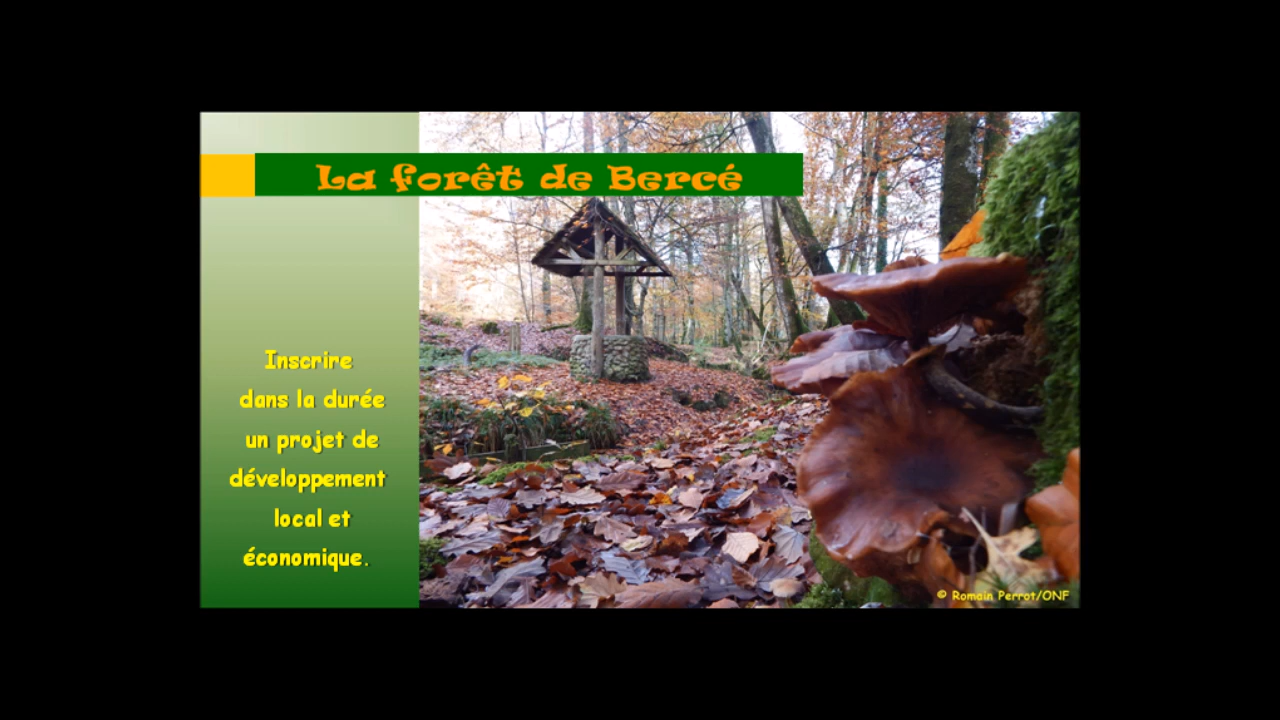 La forêt de Bercé
Inscrire
dans la durée
un projet de
développement
local et
économique.
© Romain Perrot/ONF